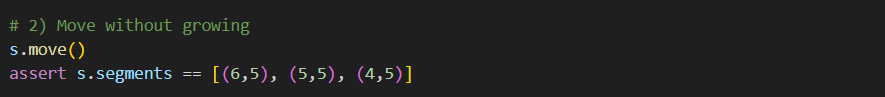 # 2) Move without growing
s.move()
assert s.segments == [(6,5), (5,5), (4,5)]